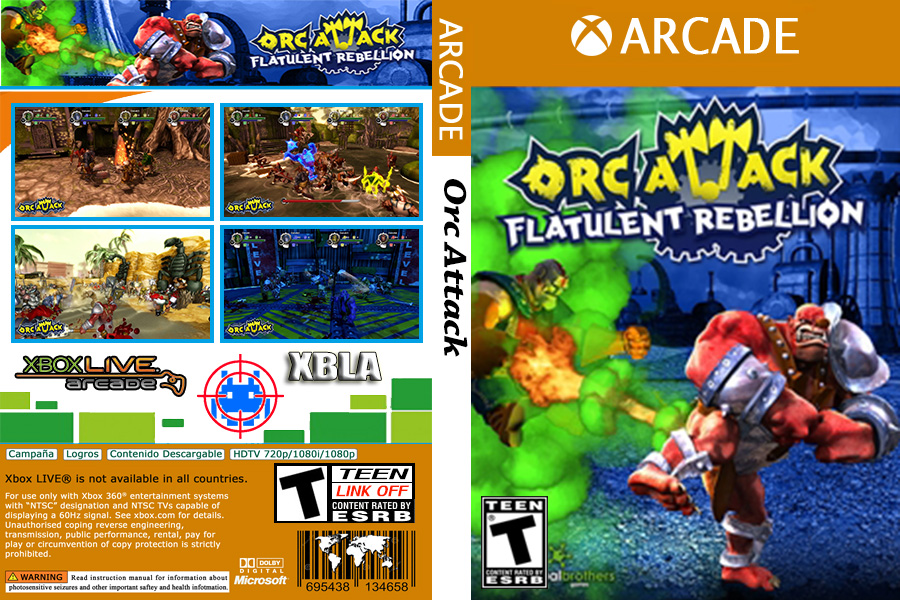 ORC ATTACK
FLATULENT REBELLION
ORC ATTACK
ORC ATTACK
ORC ATTACK
ORC ATTACK
XBOX LIVE
arcade
XBLA
Campaña
Logros
Contenido Descargable
HDTV 720p/1080i/1080p
Xbox LIVE® is not available in all countries.
For use only with Xbox 360® entertainment systems
with “NTSC” designation and NTSC TVs capable of
displaying a 60Hz signal. See xbox.com for details.
Unauthorised coping reverse engineering,
transmission, public performance, rental, pay for
play or circumvention of copy protection is strictly
prohibited.
T
TEEN
LINK OFF
CONTENT RATED BY
ESRB
WARNING Read instruction manual for information about
photosensitive seizures and other important saftey and health infotmation.
DOLBY
DIGITAL
Microsoft
695438 134658
ARCADE
Orc Attack
ARCADE
ORC ATTACK
FLATULENT REBELLION
TEEN
T
CONTENT RATED BY
ESRB
brothers